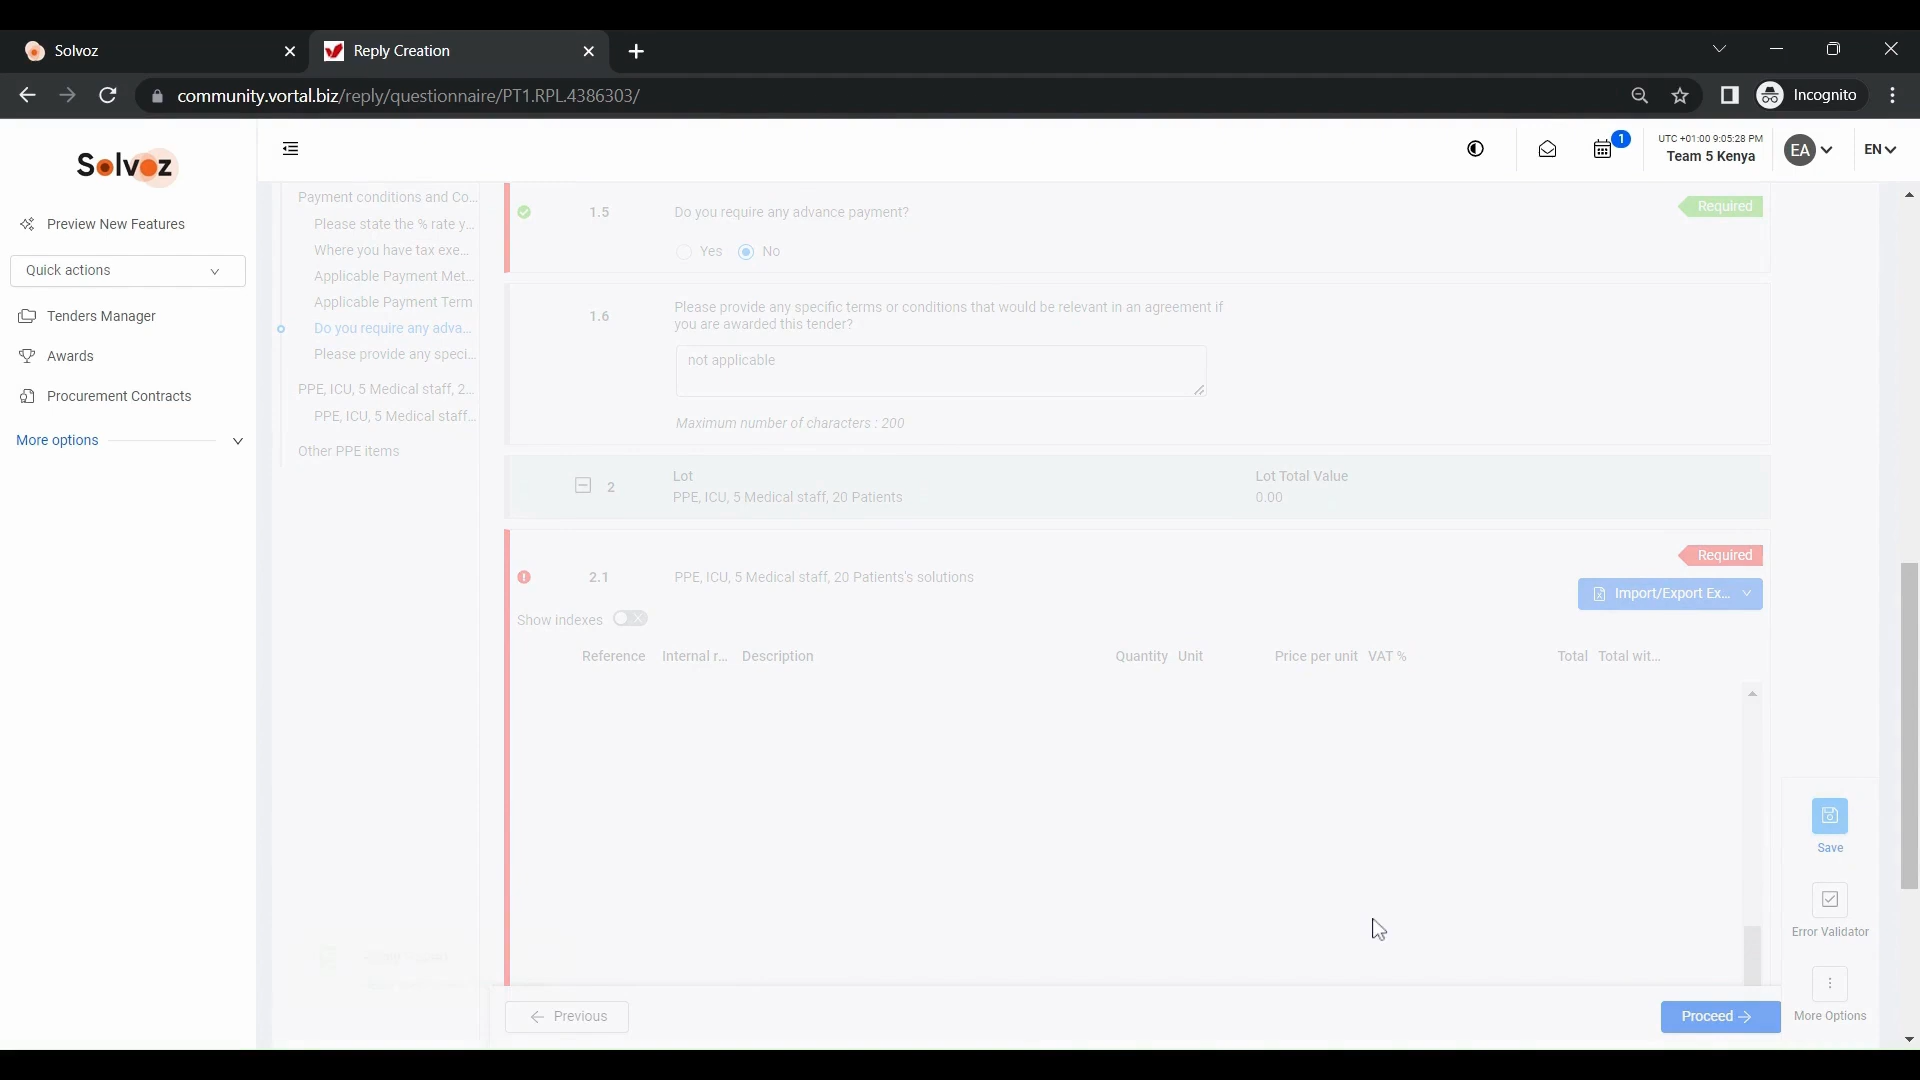 Solvoz
Reply Creation
community.vortal.biz/reply/questionnaire/PT1.RPL.4386303/
Incognito
Solvoz
1
UTC +01:00 9:05:28 PM
Team 5 Kenya
EA
EN
Preview New Features
Quick actions
Tenders Manager
Awards
Procurement Contracts
More options
Payment conditions and Co...
Please state the % rate y...
Where you have tax exe...
Applicable Payment Met...
Applicable Payment Term
Do you require any adva...
Please provide any speci...
PPE, ICU, 5 Medical staff, 2...
PPE, ICU, 5 Medical staff...
Other PPE items
1.5 Do you require any advance payment?
Required
Yes No
1.6 Please provide any specific terms or conditions that would be relevant in an agreement if
you are awarded this tender?
not applicable
Maximum number of characters : 200
2 Lot Lot Total Value
PPE, ICU, 5 Medical staff, 20 Patients 0.00
Required
2.1 PPE, ICU, 5 Medical staff, 20 Patients's solutions
Import/Export Ex...
Show indexes
Reference Internal r... Description Quantity Unit Price per unit VAT % Total Total wit...
Save
Error Validator
More Options
Previous
Proceed